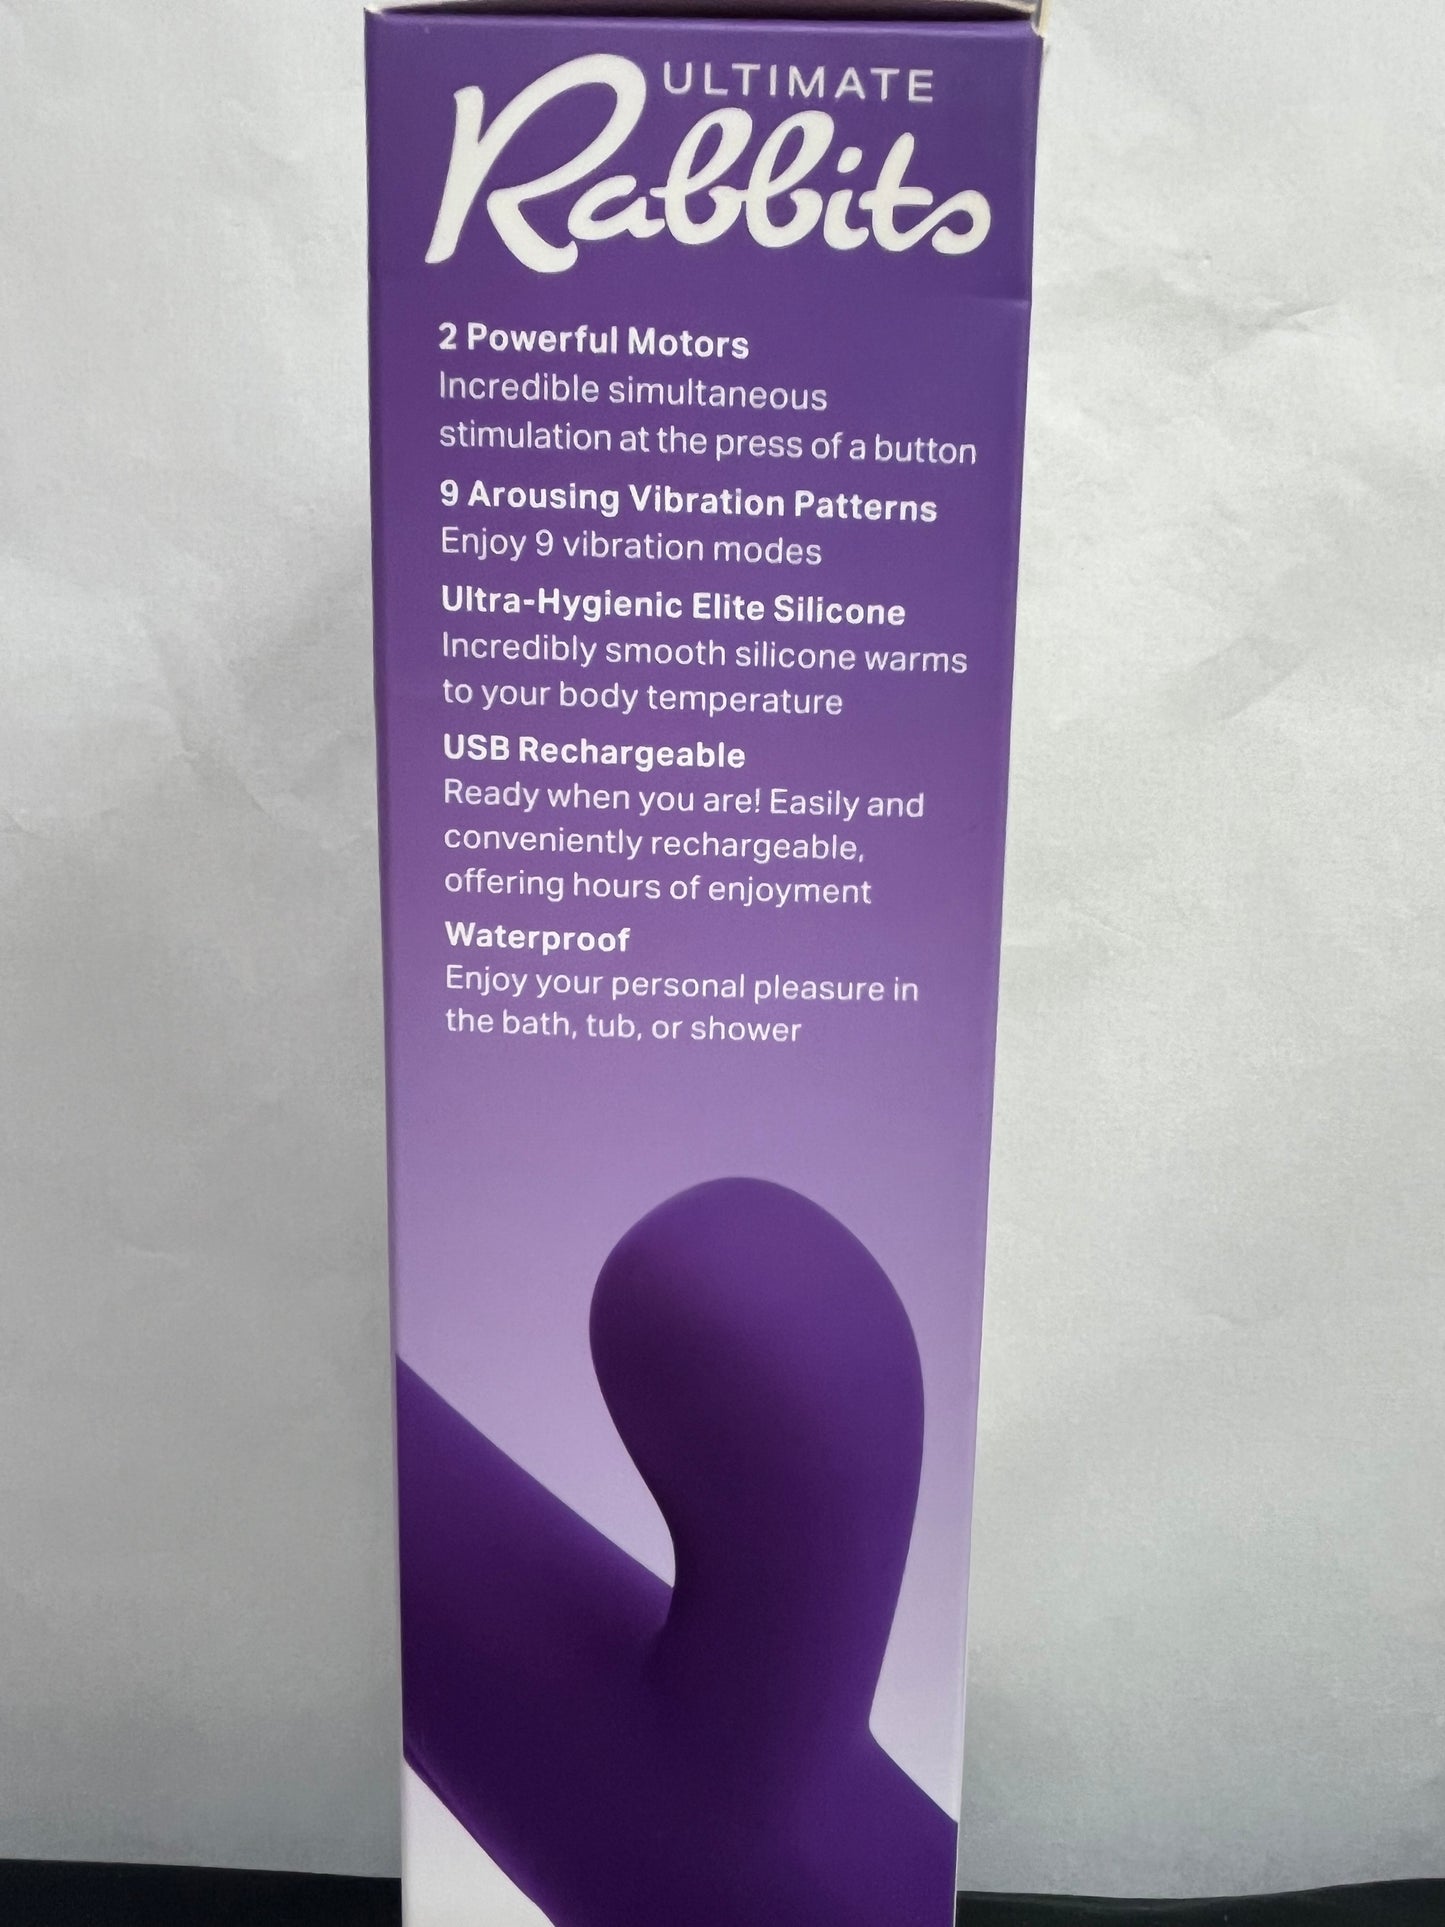 ULTIMATE
Rabbits
2 Powerful Motors
Incredible simultaneous
stimulation at the press of a button
9 Arousing Vibration Patterns
Enjoy 9 vibration modes
Ultra-Hygienic Elite Silicone
Incredibly smooth silicone warms
to your body temperature
USB Rechargeable
Ready when you are! Easily and
conveniently rechargeable,
offering hours of enjoyment
Waterproof
Enjoy your personal pleasure in
the bath, tub, or shower